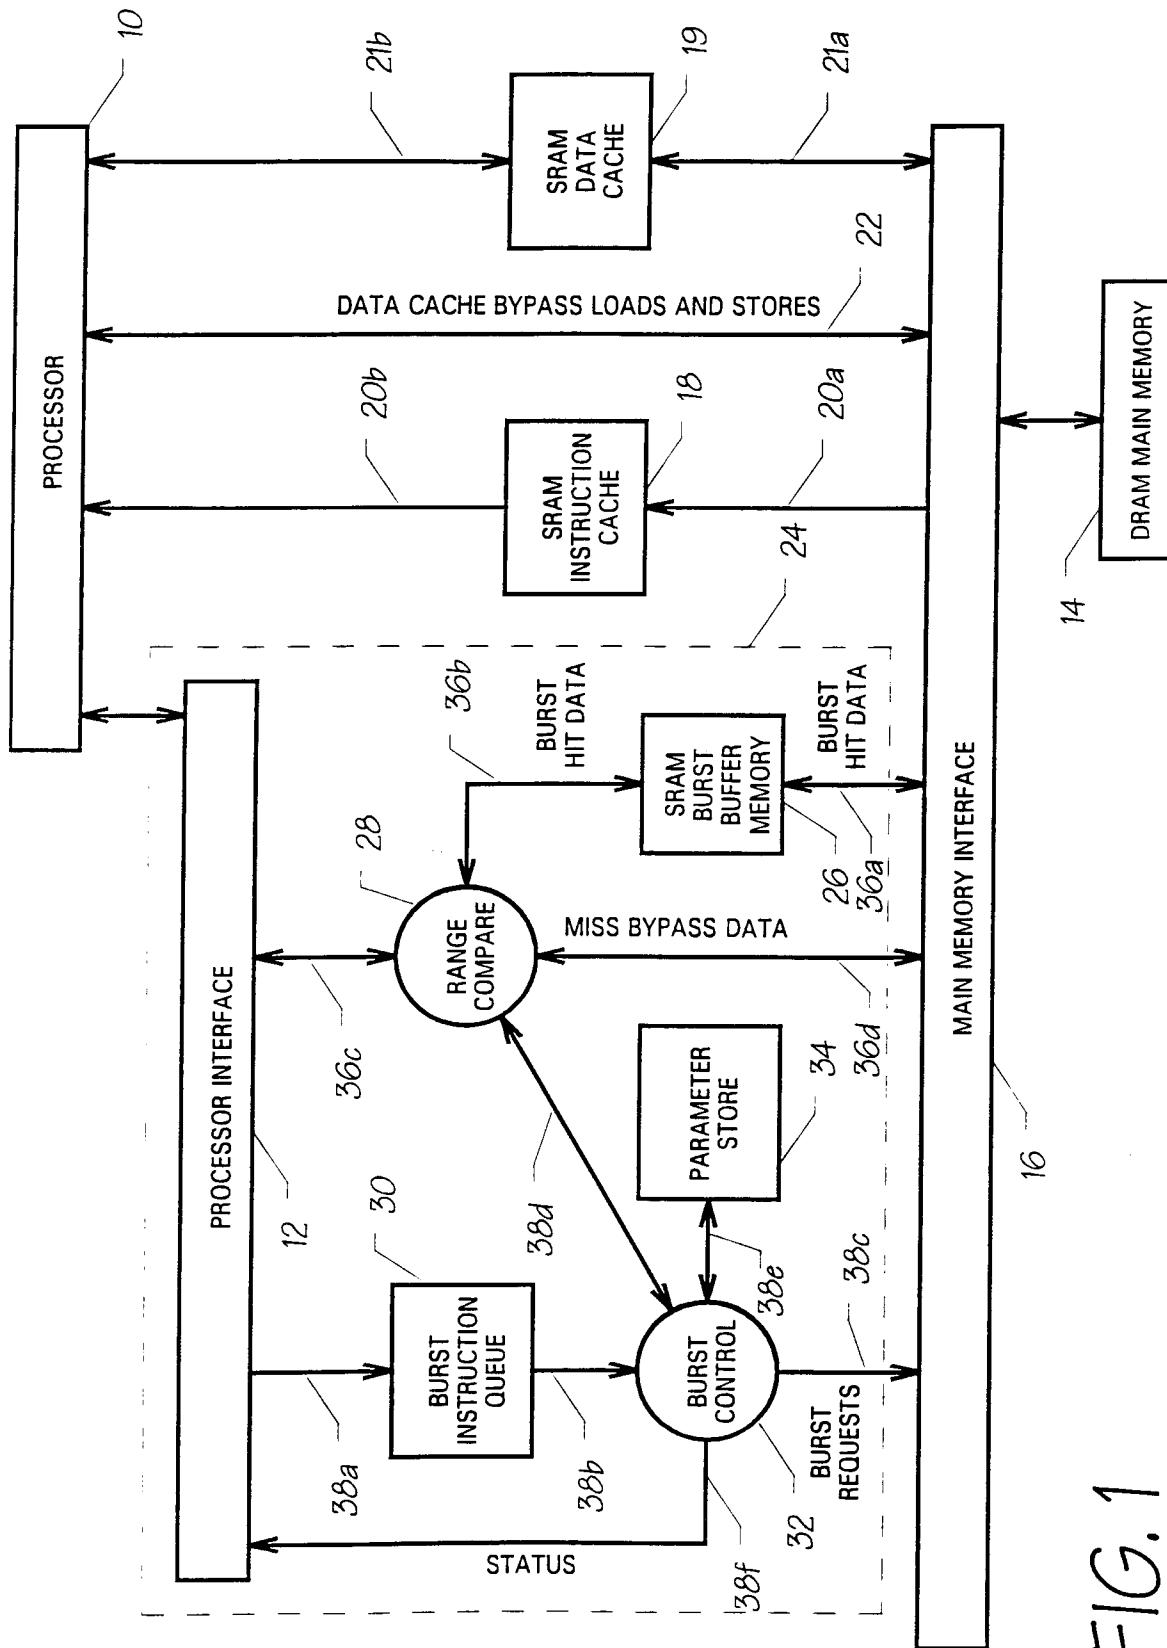 PROCESSOR
10
PROCESSOR INTERFACE
12
STATUS
38a
BURST
INSTRUCTION
QUEUE
30
38b
BURST
CONTROL
32
38f
BURST
REQUESTS
38c
38e
PARAMETER
STORE
34
38d
36c
RANGE
COMPARE
28
MISS BYPASS DATA
36d
36b
BURST
HIT DATA
SRAM
BURST
BUFFER
MEMORY
26
36a
BURST
HIT DATA
24
20b
SRAM
INSTRUCTION
CACHE
18
20a
DATA CACHE BYPASS LOADS AND STORES
22
21b
SRAM
DATA
CACHE
19
21a
MAIN MEMORY INTERFACE
16
14
DRAM MAIN MEMORY
FIG. 1